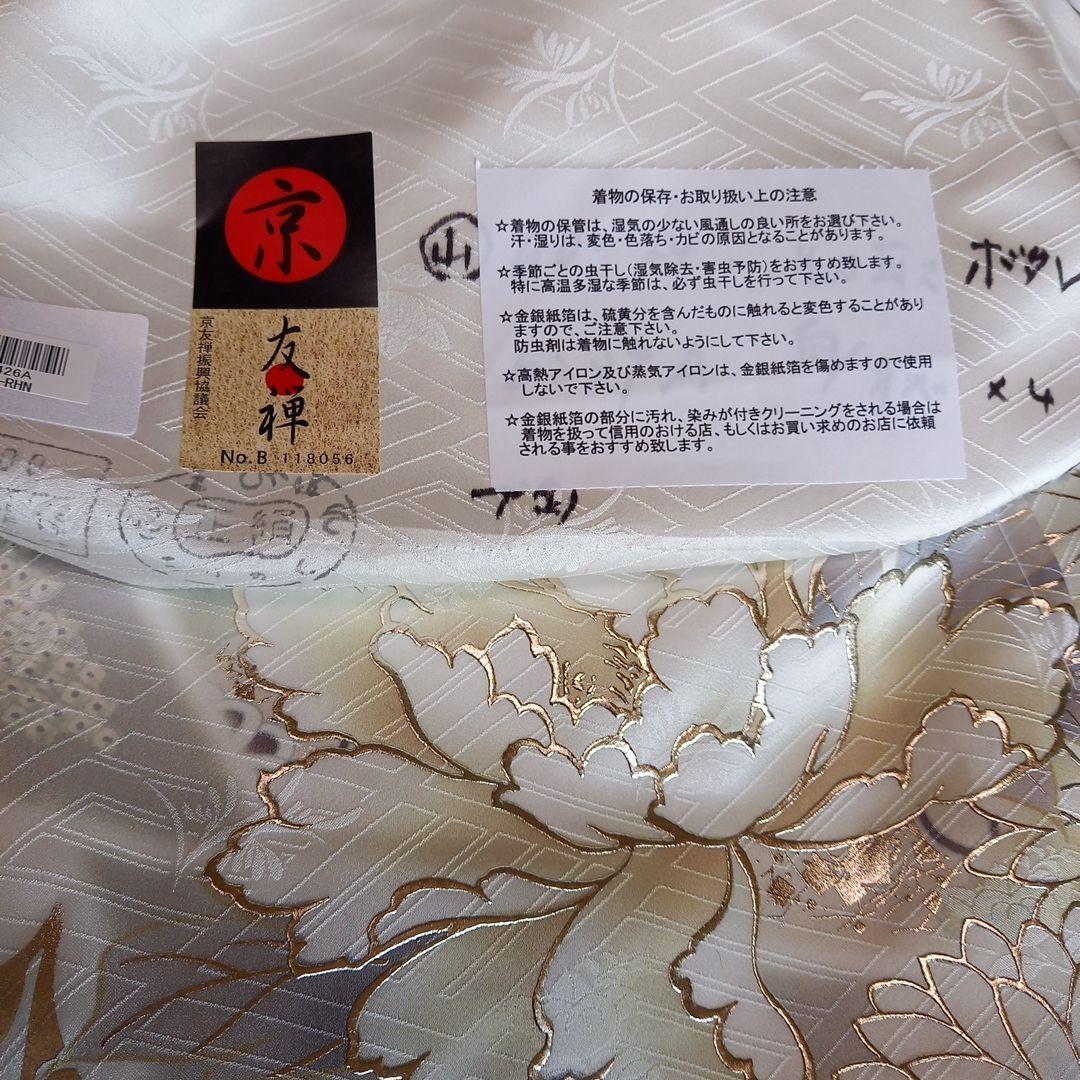 京
友禅
京友禅振興協議会
No.B 118056
426A
-RHN
山
着物の保存・お取り扱い上の注意
☆着物の保管は、湿気の少ない風通しの良い所をお選び下さい。
汗・湿りは、変色・色落ち・カビの原因となることがあります。
☆季節ごとの虫干し(湿気除去・害虫予防)をおすすめ致します。
特に高温多湿な季節は、必ず虫干しを行って下さい。
☆金銀紙箔は、硫黄分を含んだものに触れると変色することがあり
ますので、ご注意下さい。
防虫剤は着物に触れないようにして下さい。
☆高熱アイロン及び蒸気アイロンは、金銀紙箔を傷めますので使用
しないで下さい。
☆金銀紙箔の部分に汚れ、染みが付きクリーニングをされる場合は
着物を扱って信用のおける店、もしくはお買い求めのお店に依頼
される事をおすすめ致します。
ボタレ
×4
正絹